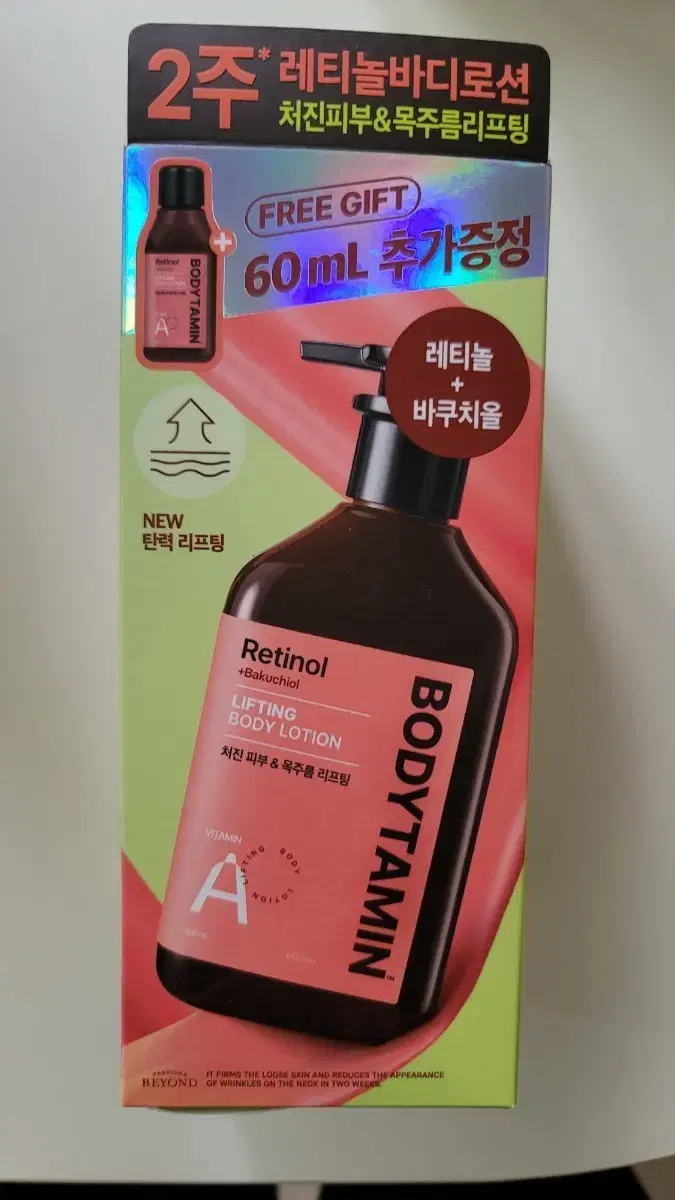 2주* 레티놀바디로션
처진피부&목주름리프팅
FREE GIFT
60mL 추가증정
Retinol
BODYTAMIN
A
+
레티놀
+
바쿠치올
NEW
탄력 리프팅
Retinol
+Bakuchiol
LIFTING
BODY LOTION
처진 피부 & 목주름 리프팅
BODYTAMIN™
VITAMIN
A
LIFTING BODY LOTION
BEYOND
IT FIRMS THE LOOSE SKIN AND REDUCES THE APPEARANCE
OF WRINKLES ON THE NECK IN TWO WEEKS.